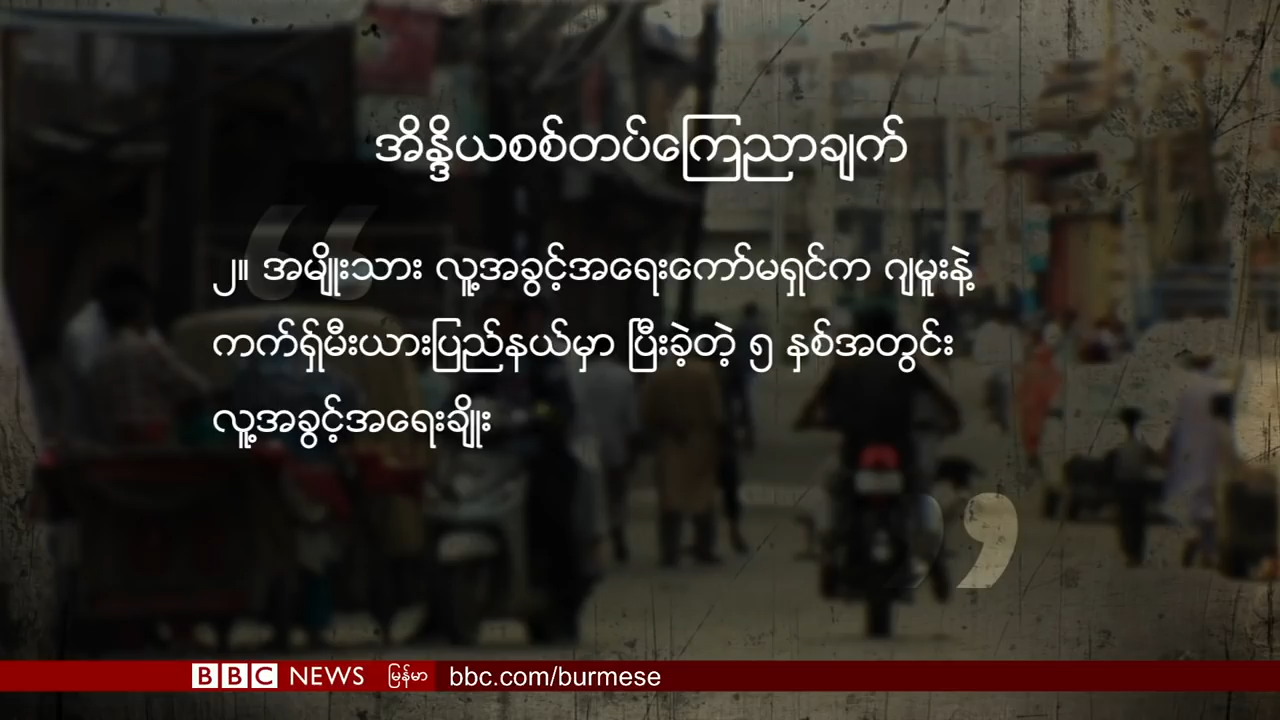 အိန္ဒိယစစ်တပ်ကြေညာချက်
၂။ အမျိုးသား လူ့အခွင့်အရေးကော်မရှင်က ဂျမူးနဲ့
ကက်ရှ်မီးယားပြည်နယ်မှာ ပြီးခဲ့တဲ့ ၅ နှစ်အတွင်း
လူ့အခွင့်အရေးချိုး
BBC NEWS မြန်မာ bbc.com/burmese